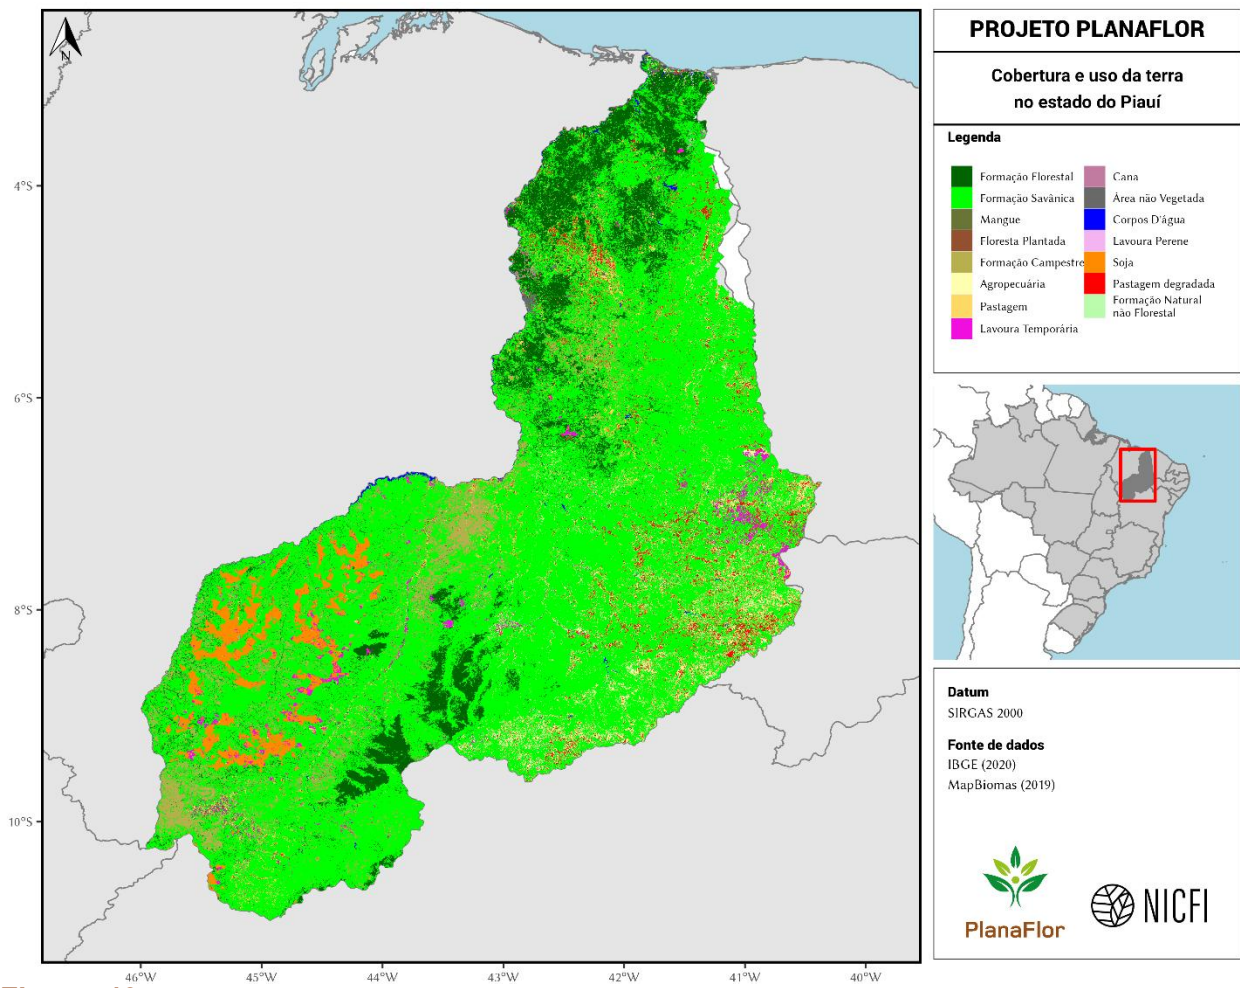 N
4°S
6°S
8°S
10°S
46°W
45°W
44°W
43°W
42°W
41°W
40°W
PROJETO PLANAFLOR
Cobertura e uso da terra
no estado do Piauí
Legenda
Formação Florestal
Formação Savânica
Mangue
Floresta Plantada
Formação Campestre
Agropecuária
Pastagem
Lavoura Temporária
Cana
Área não Vegetada
Corpos D'água
Lavoura Perene
Soja
Pastagem degradada
Formação Natural
não Florestal
Datum
SIRGAS 2000
Fonte de dados
IBGE (2020)
MapBiomas (2019)
PlanaFlor
NICFI